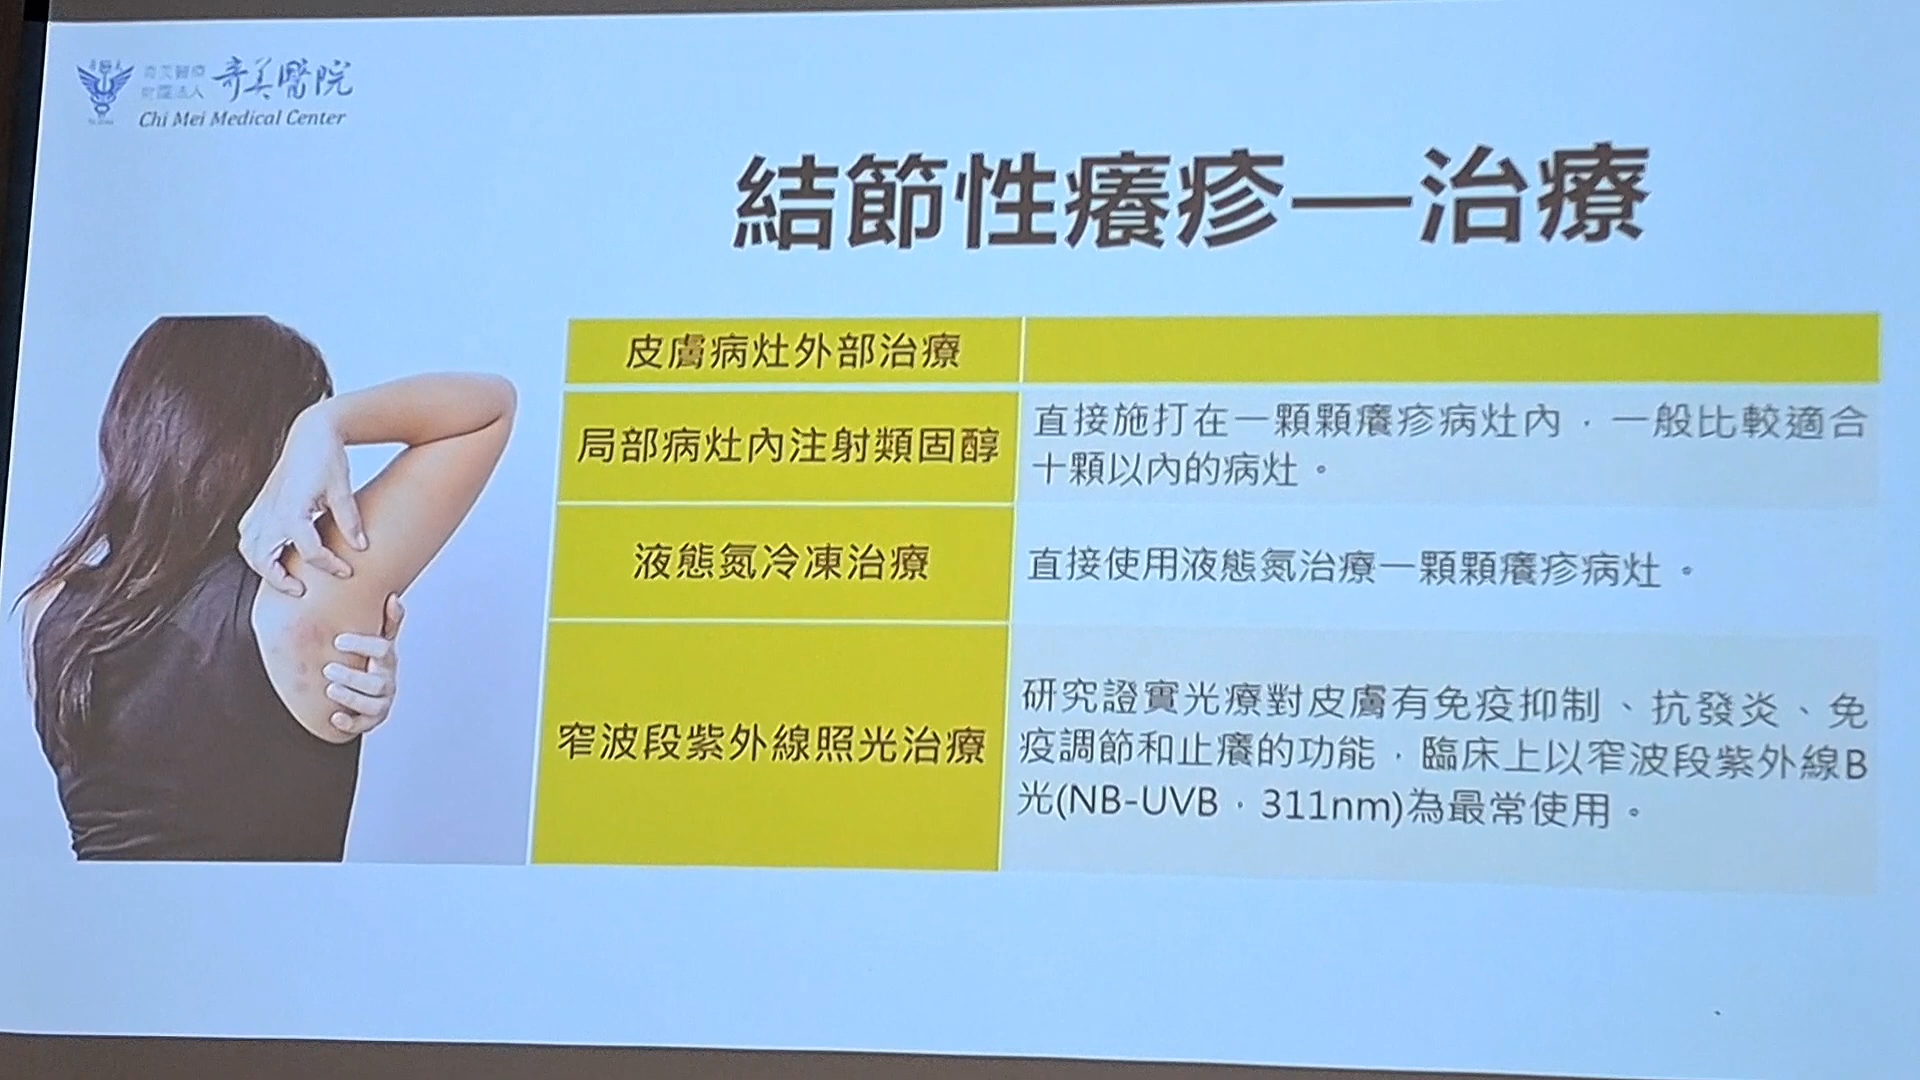 奇美醫療
財團法人
奇美醫院
Chi Mei Medical Center
結節性癢疹—治療
皮膚病灶外部治療
局部病灶內注射類固醇
直接施打在一顆顆癢疹病灶內，一般比較適合
十顆以內的病灶。
液態氮冷凍治療
直接使用液態氮治療一顆顆癢疹病灶。
窄波段紫外線照光治療
研究證實光療對皮膚有免疫抑制、抗發炎、免
疫調節和止癢的功能，臨床上以窄波段紫外線B
光(NB-UVB，311nm)為最常使用。